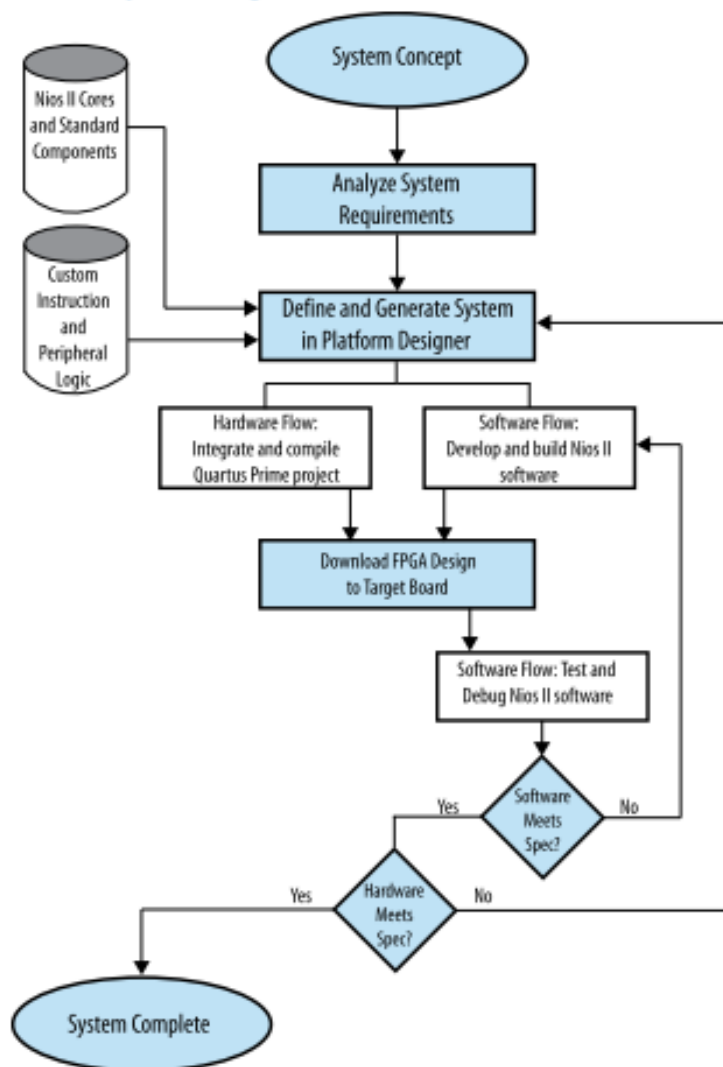 System Concept
Nios II Cores
and Standard
Components
Analyze System
Requirements
Custom
Instruction
and
Peripheral
Logic
Define and Generate System
in Platform Designer
Hardware Flow:
Integrate and compile
Quartus Prime project
Software Flow:
Develop and build Nios II
software
Download FPGA Design
to Target Board
Software Flow: Test and
Debug Nios II software
Software
Meets
Spec?
Yes
No
Hardware
Meets
Spec?
Yes
No
System Complete